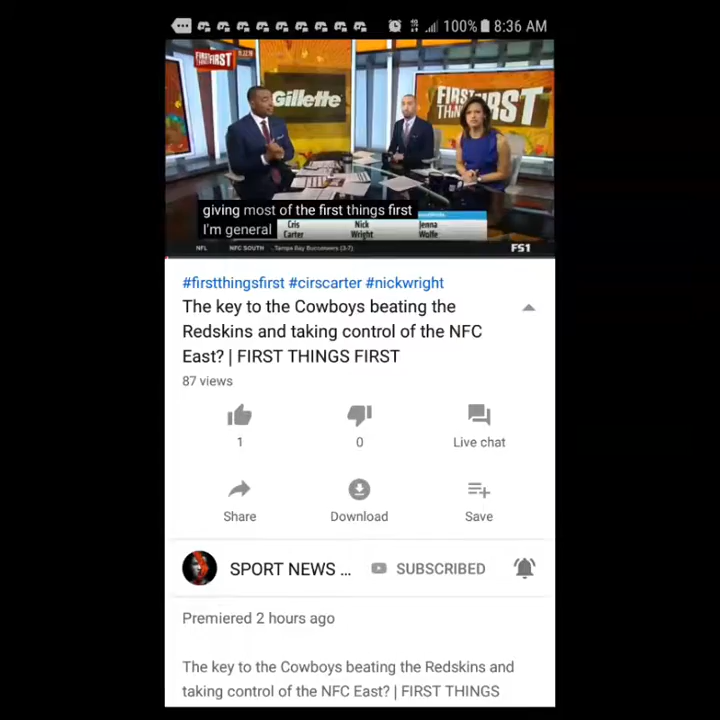 100% 8:36 AM
FIRST THINGS FIRST
Gillette
FIRST THINGS FIRST
giving most of the first things first
I'm general
Cris Carter
Nick Wright
Jenna Wolfe
NFL NFC SOUTH Tampa Bay Buccaneers (3-7)
FS1
#firstthingsfirst #cirscarter #nickwright
The key to the Cowboys beating the
Redskins and taking control of the NFC
East? | FIRST THINGS FIRST
87 views
1
0
Live chat
Share
Download
Save
SPORT NEWS ...
SUBSCRIBED
Premiered 2 hours ago
The key to the Cowboys beating the Redskins and
taking control of the NFC East? | FIRST THINGS